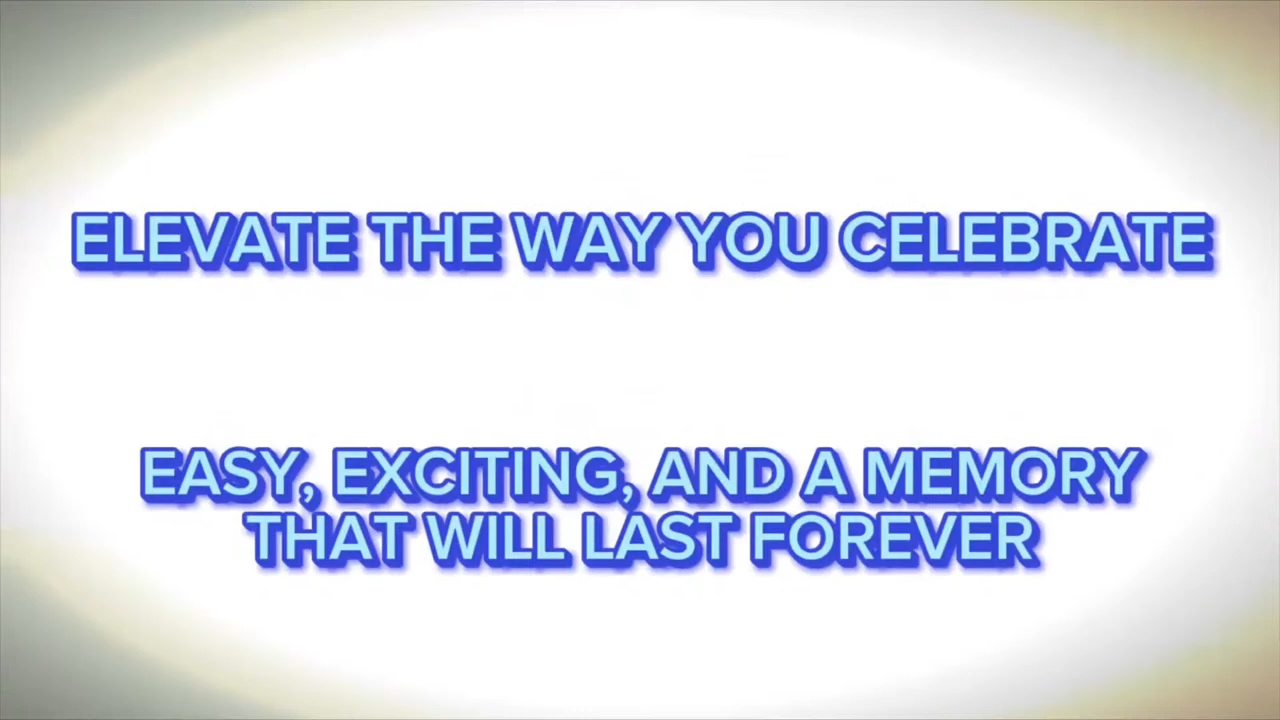 ELEVATE THE WAY YOU CELEBRATE
EASY, EXCITING, AND A MEMORY
THAT WILL LAST FOREVER